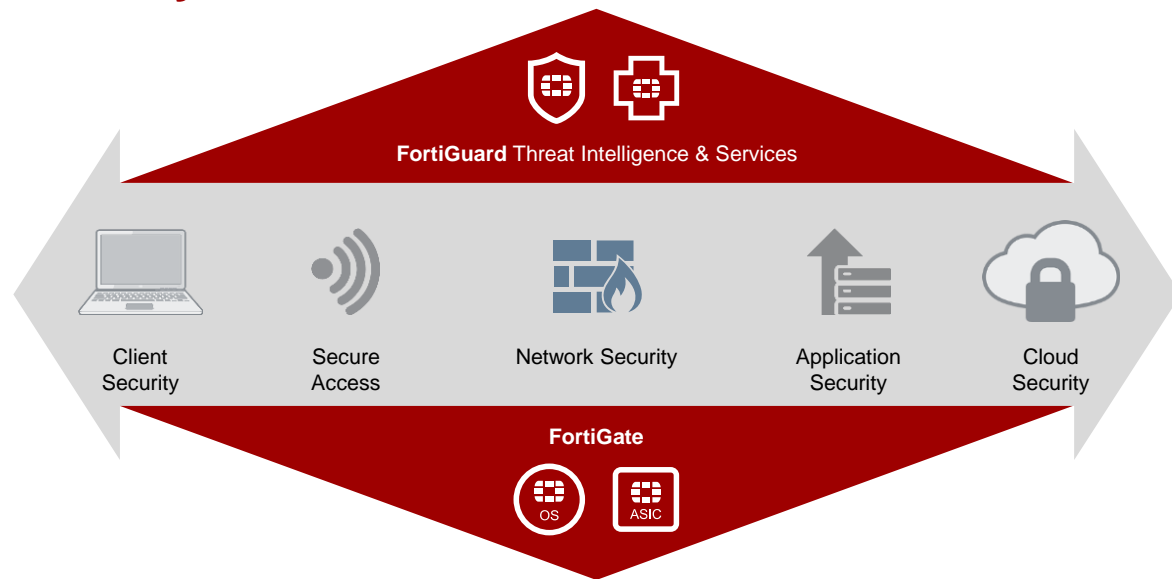 FortiGuard Threat Intelligence & Services
Client
Security
Secure
Access
Network Security
Application
Security
Cloud
Security
FortiGate
OS
ASIC